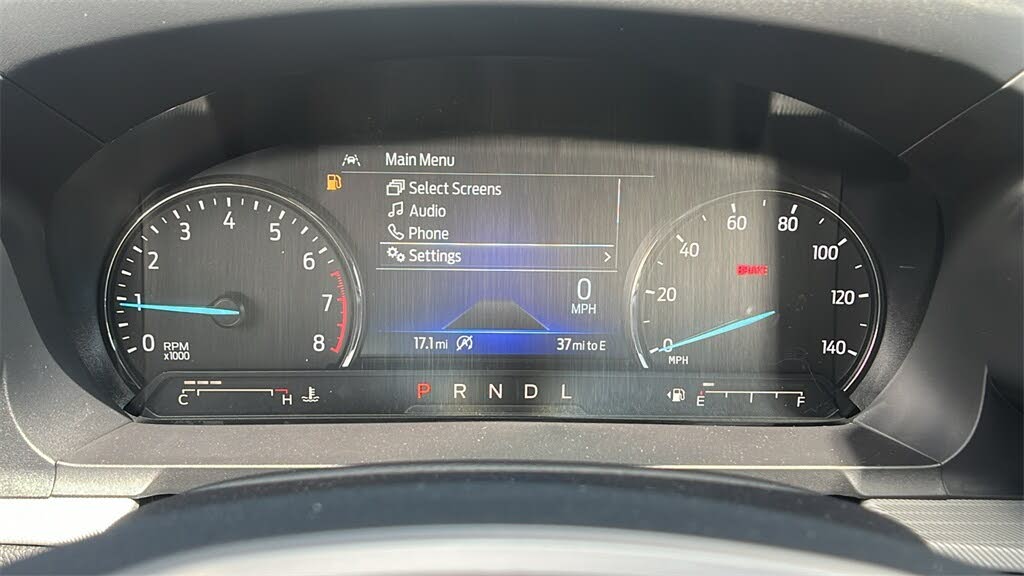 Main Menu
Select Screens
Audio
Phone
Settings
0
MPH
17.1 mi
37 mi to E
0 1 2 3 4 5 6 7 8
RPM
x1000
0 20 40 60 80 100 120 140
MPH
BRAKE
C H
P R N D L
E F